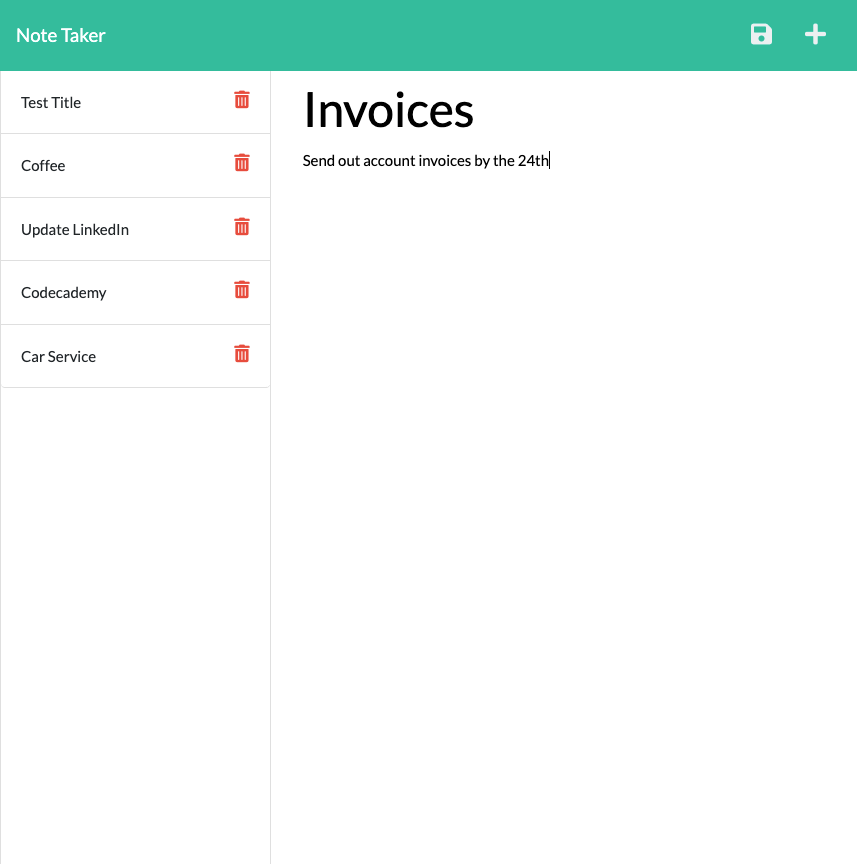 Note Taker
Test Title
Coffee
Update LinkedIn
Codecademy
Car Service
Invoices
Send out account invoices by the 24th